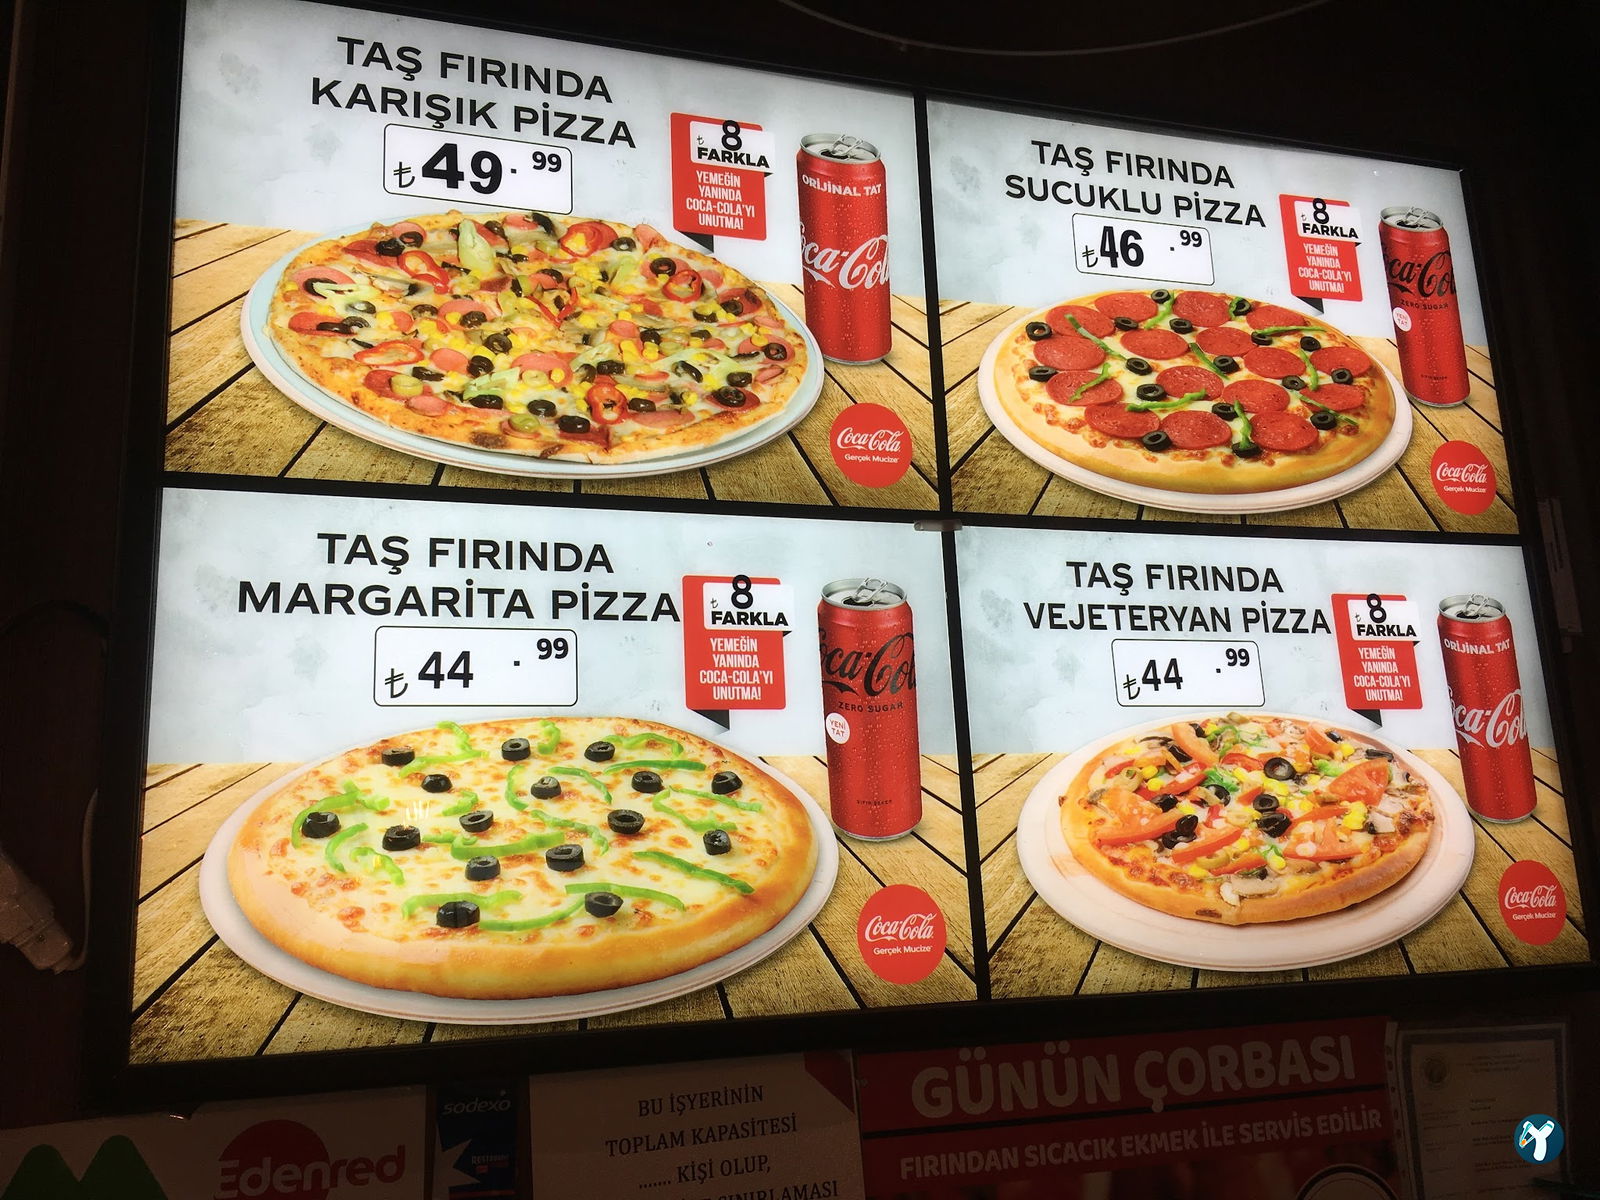 TAŞ FIRINDA
KARIŞIK PİZZA
₺49.99
₺8
FARKLA
YEMEĞİN
YANINDA
COCA-COLA'YI
UNUTMA!
ORİJİNAL TAT
Coca-Cola
Coca-Cola
Gerçek Mucize
TAŞ FIRINDA
SUCUKLU PİZZA
₺46.99
₺8
FARKLA
YEMEĞİN
YANINDA
COCA-COLA'YI
UNUTMA!
Coca-Cola
ZERO SUGAR
YENİ
TAT
Coca-Cola
Gerçek Mucize
TAŞ FIRINDA
MARGARİTA PİZZA
₺44.99
₺8
FARKLA
YEMEĞİN
YANINDA
COCA-COLA'YI
UNUTMA!
Coca-Cola
ZERO SUGAR
YENİ
TAT
SIFIR ŞEKER
Coca-Cola
Gerçek Mucize
TAŞ FIRINDA
VEJETERYAN PİZZA
₺44.99
₺8
FARKLA
YEMEĞİN
YANINDA
COCA-COLA'YI
UNUTMA!
ORİJİNAL TAT
Coca-Cola
Coca-Cola
Gerçek Mucize
Edenred
sodexo
BU İŞYERİNİN
TOPLAM KAPASİTESİ
....... KİŞİ OLUP,
SINIRLAMASI
GÜNÜN ÇORBASI
FIRINDAN SICACIK EKMEK İLE SERVİS EDİLİR